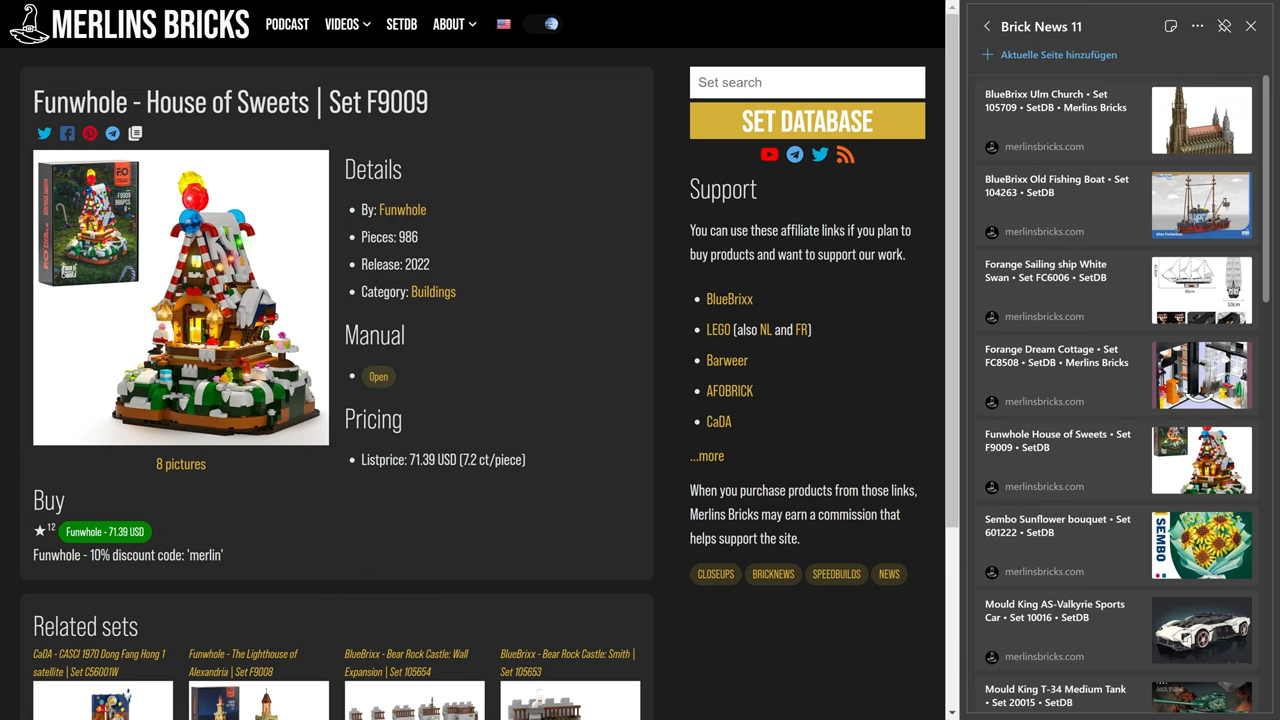 MERLINS BRICKS
PODCAST
VIDEOS
SETDB
ABOUT
Funwhole - House of Sweets | Set F9009
F9009
986PCS
8+
House of
Sweets
8 pictures
Details
By: Funwhole
Pieces: 986
Release: 2022
Category: Buildings
Manual
Open
Pricing
Listprice: 71.39 USD (7.2 ct/piece)
Buy
★12
Funwhole - 71.39 USD
Funwhole - 10% discount code: 'merlin'
Related sets
CaDA - CASCI 1970 Dong Fang Hong 1
satellite | Set C56001W
Funwhole - The Lighthouse of
Alexandria | Set F9008
BlueBrixx - Bear Rock Castle: Wall
Expansion | Set 105654
BlueBrixx - Bear Rock Castle: Smith |
Set 105653
Set search
SET DATABASE
Support
You can use these affiliate links if you plan to
buy products and want to support our work.
BlueBrixx
LEGO (also NL and FR)
Barweer
AFOBRICK
CaDA
...more
When you purchase products from those links,
Merlins Bricks may earn a commission that
helps support the site.
CLOSEUPS
BRICKNEWS
SPEEDBUILDS
NEWS
Brick News 11
Aktuelle Seite hinzufügen
BlueBrixx Ulm Church • Set
105709 • SetDB • Merlins Bricks
merlinsbricks.com
BlueBrixx Old Fishing Boat • Set
104263 • SetDB
merlinsbricks.com
Forange Sailing ship White
Swan • Set FC6006 • SetDB
merlinsbricks.com
10cm
Forange Dream Cottage • Set
FC8508 • SetDB • Merlins Bricks
merlinsbricks.com
Funwhole House of Sweets • Set
F9009 • SetDB
merlinsbricks.com
Sembo Sunflower bouquet • Set
601222 • SetDB
merlinsbricks.com
SEMBO
Mould King AS-Valkyrie Sports
Car • Set 10016 • SetDB
merlinsbricks.com
Mould King T-34 Medium Tank
• Set 20015 • SetDB